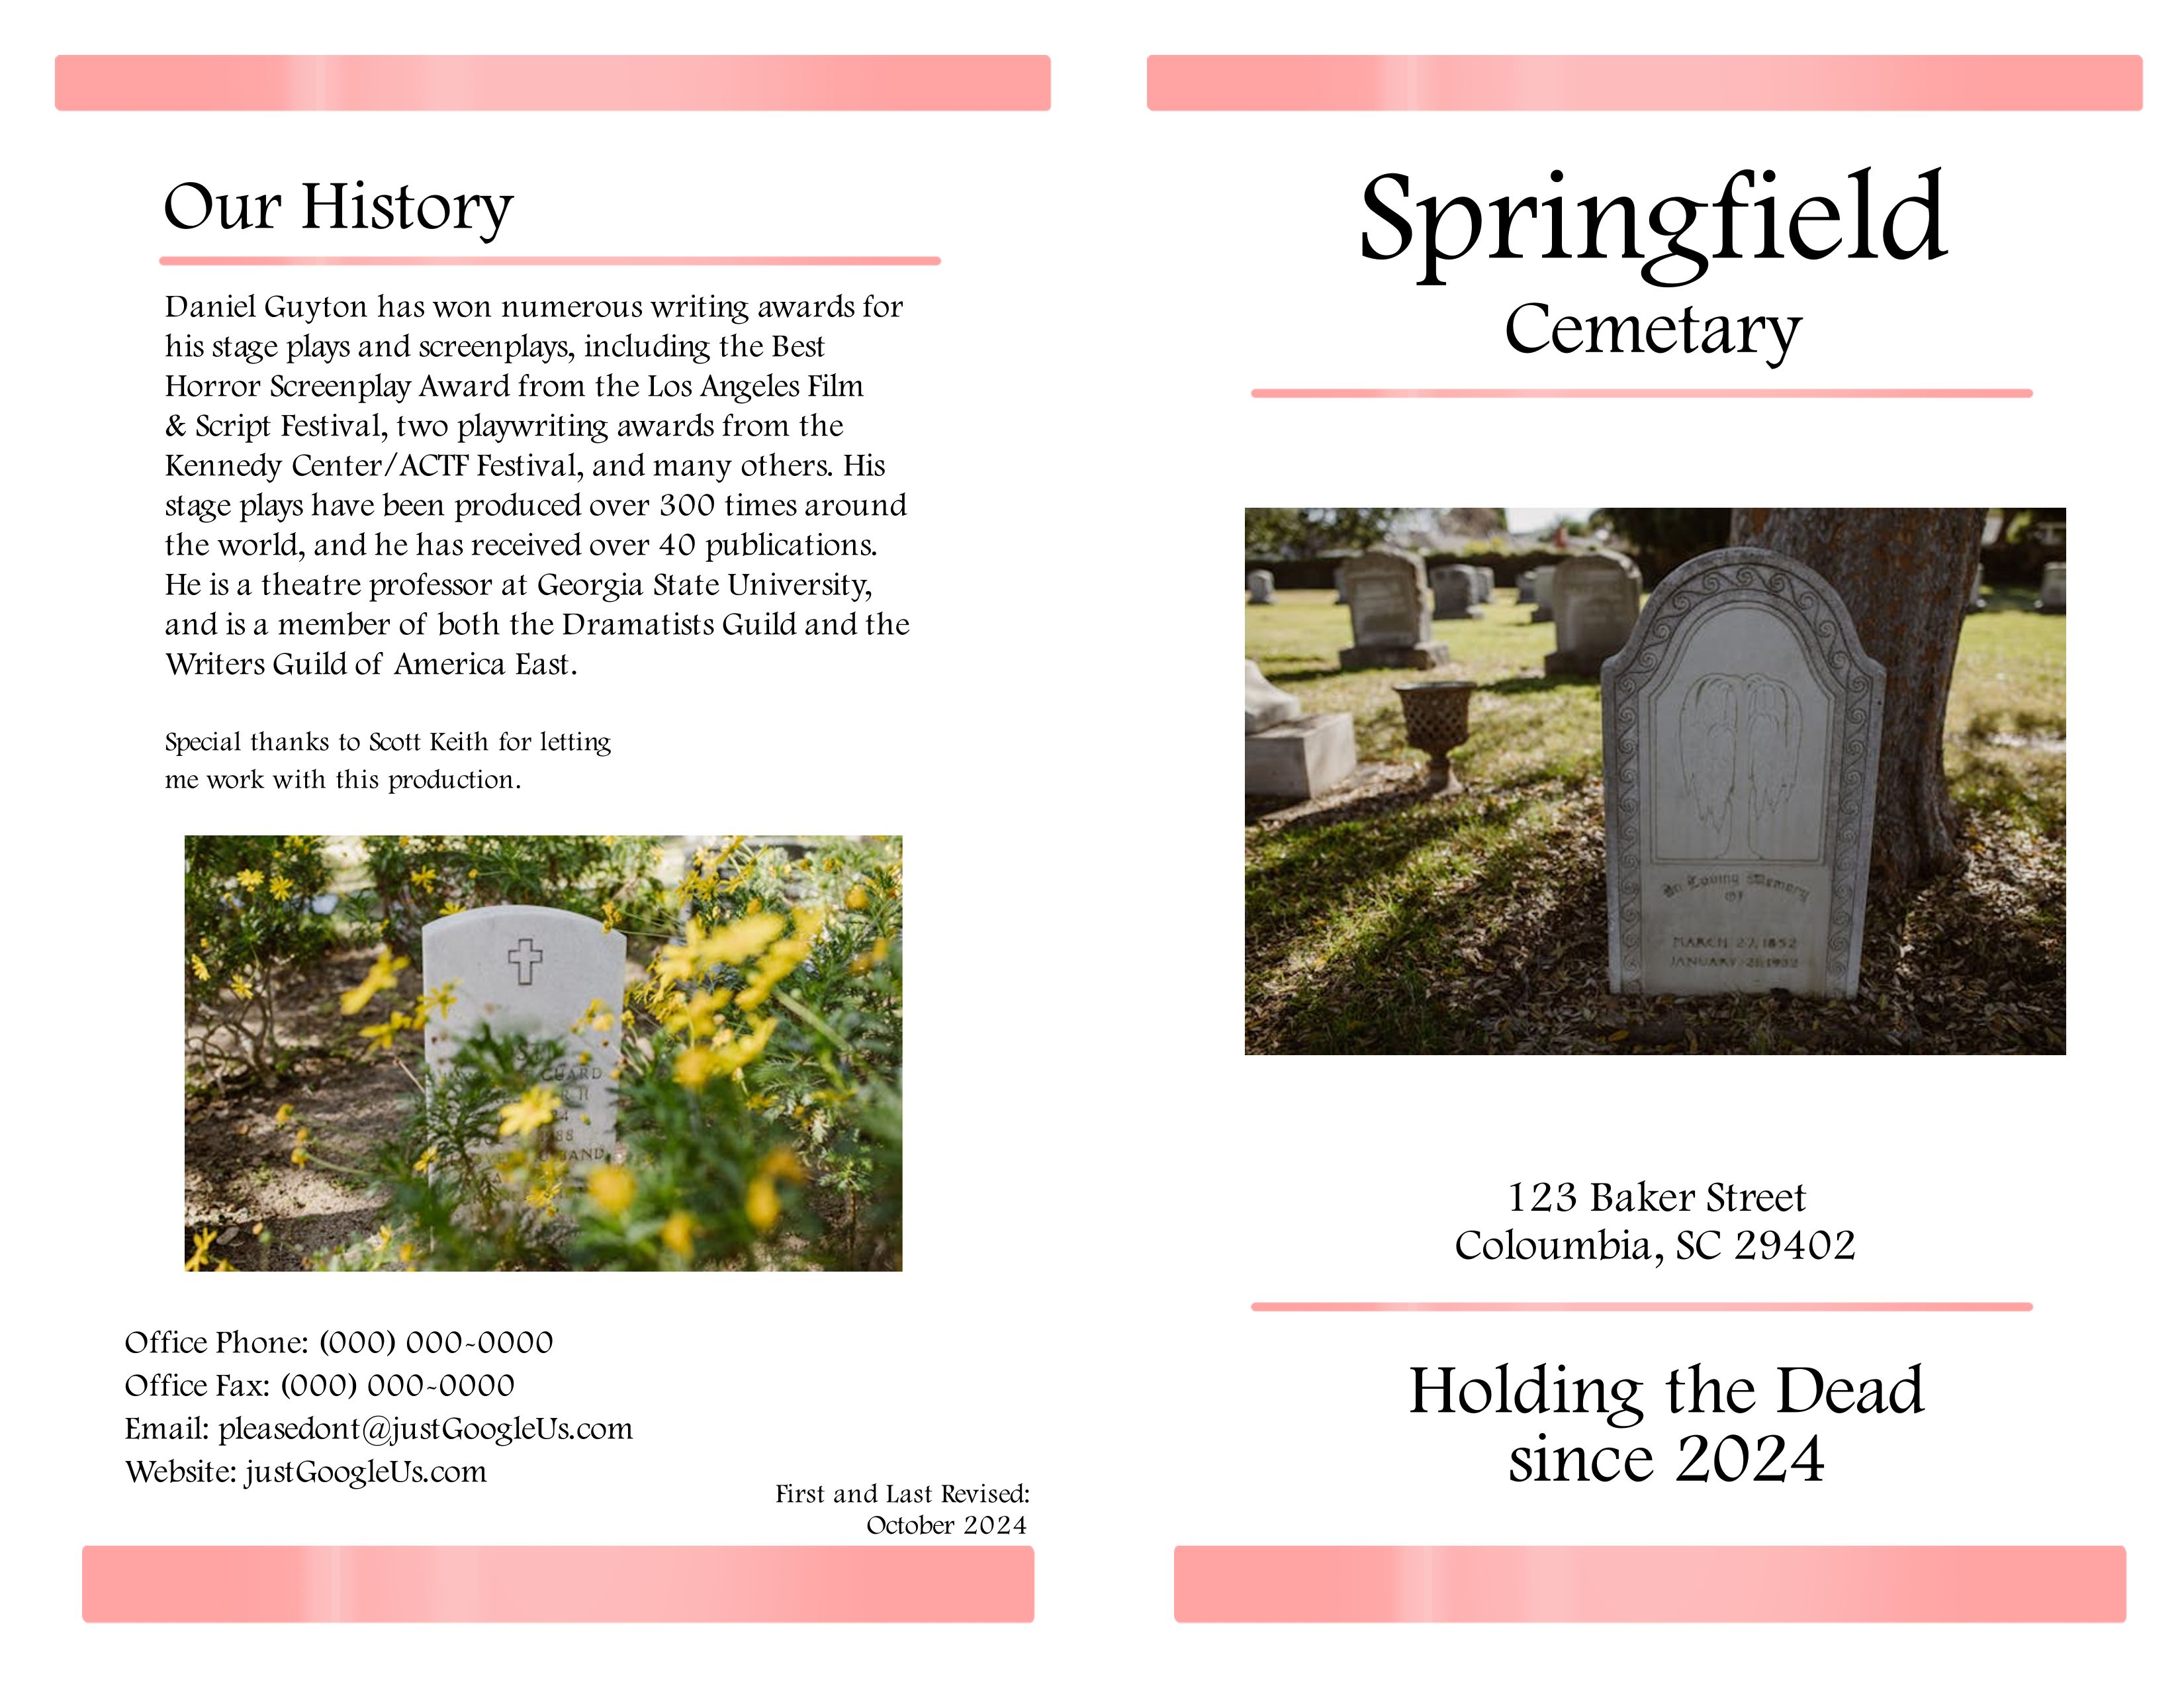 Our History
Daniel Guyton has won numerous writing awards for
his stage plays and screenplays, including the Best
Horror Screenplay Award from the Los Angeles Film
& Script Festival, two playwriting awards from the
Kennedy Center/ACTF Festival, and many others. His
stage plays have been produced over 300 times around
the world, and he has received over 40 publications.
He is a theatre professor at Georgia State University,
and is a member of both the Dramatists Guild and the
Writers Guild of America East.
Special thanks to Scott Keith for letting
me work with this production.
GUARD
Office Phone: (000) 000-0000
Office Fax: (000) 000-0000
Email: pleasedont@justGoogleUs.com
Website: justGoogleUs.com
First and Last Revised:
October 2024
Springfield
Cemetary
In Loving Memory
Of
MARCH 27, 1852
JANUARY
123 Baker Street
Coloumbia, SC 29402
Holding the Dead
since 2024